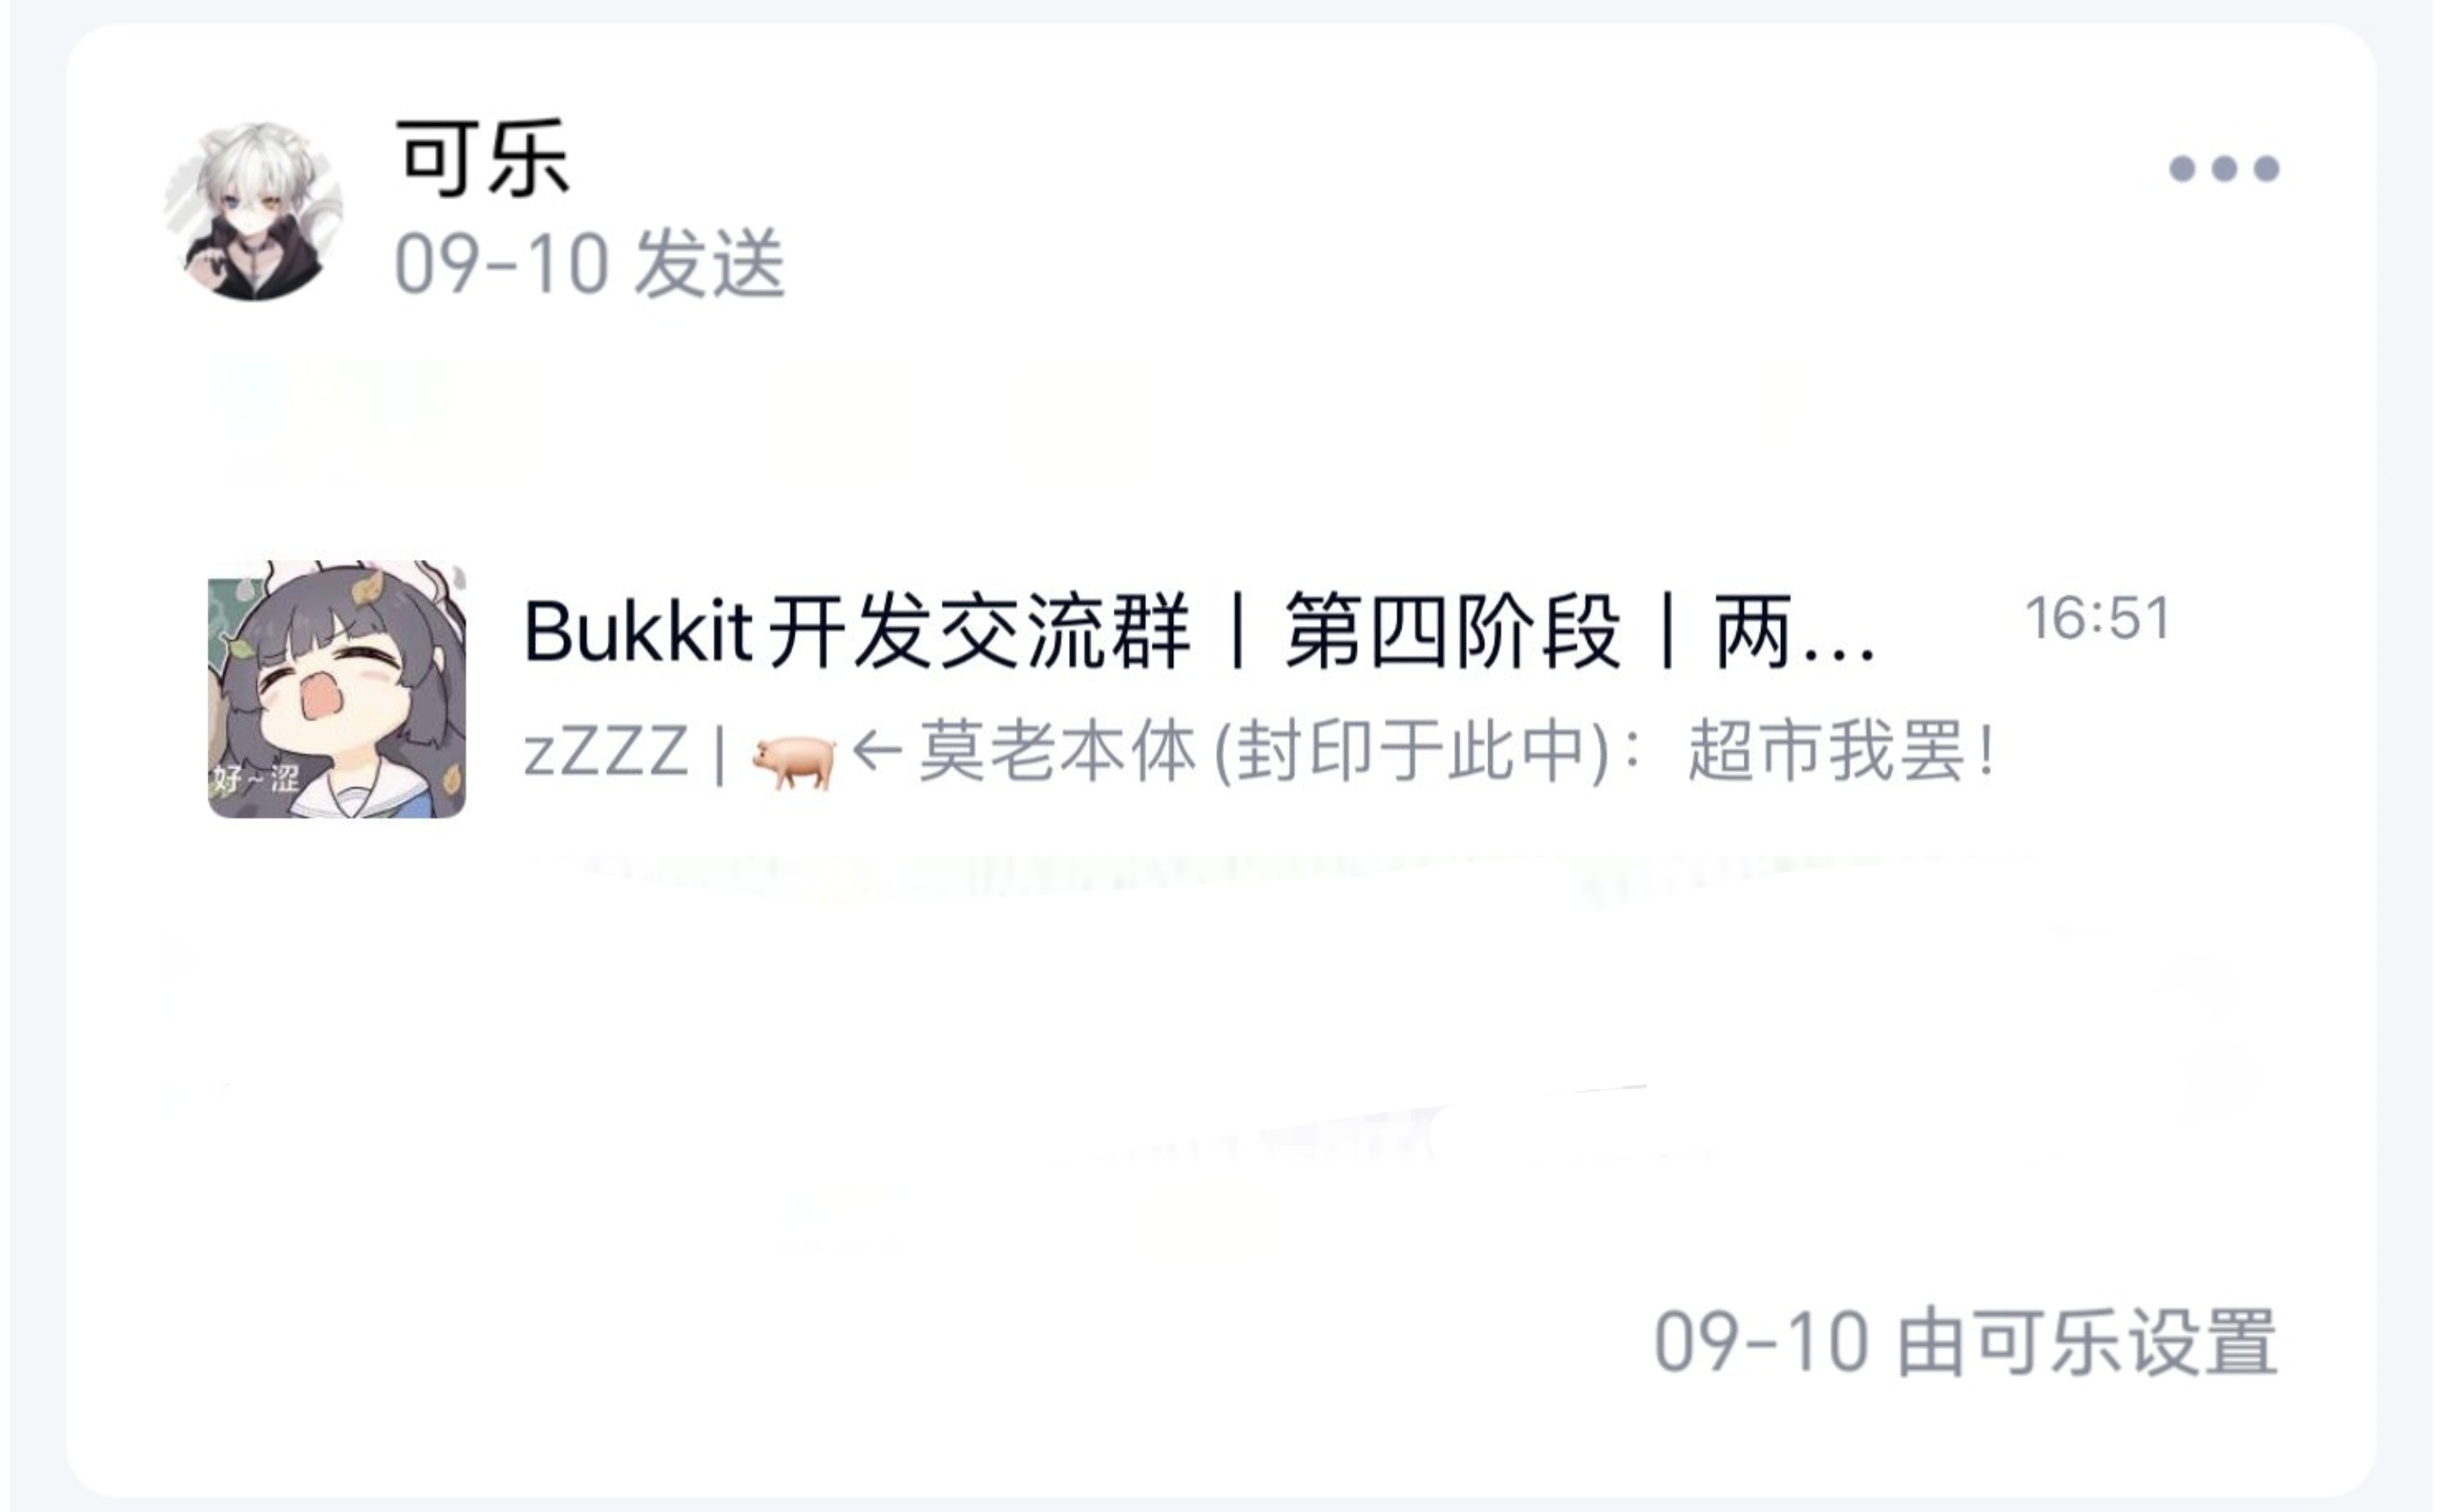 可乐
09-10 发送
Bukkit开发交流群丨第四阶段丨两... 16:51
zZZZ | 🐖←莫老本体(封印于此中)：超市我罢！
好~涩
09-10 由可乐设置